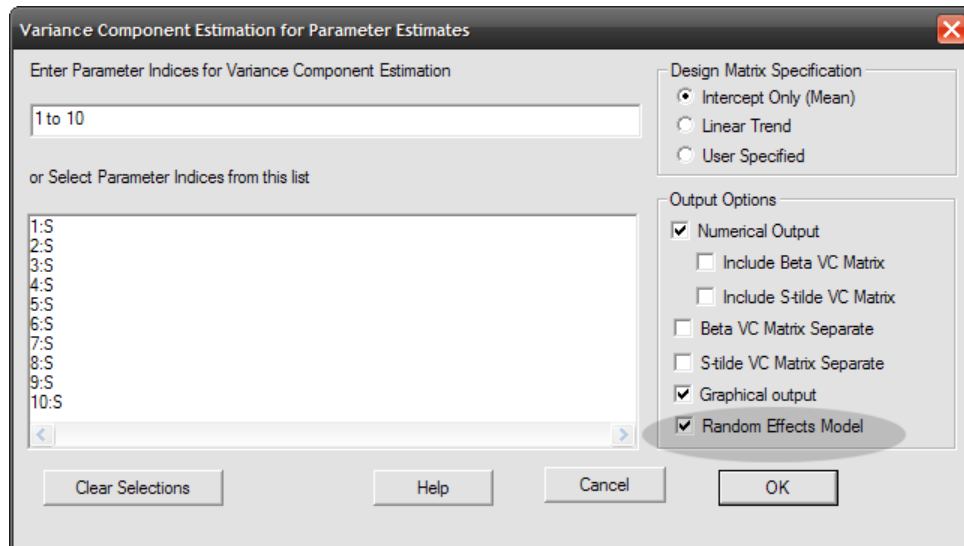 Variance Component Estimation for Parameter Estimates
Enter Parameter Indices for Variance Component Estimation
1 to 10
or Select Parameter Indices from this list
1:S
2:S
3:S
4:S
5:S
6:S
7:S
8:S
9:S
10:S
Design Matrix Specification
Intercept Only (Mean)
Linear Trend
User Specified
Output Options
Numerical Output
Include Beta VC Matrix
Include S-tilde VC Matrix
Beta VC Matrix Separate
S-tilde VC Matrix Separate
Graphical output
Random Effects Model
Clear Selections
Help
Cancel
OK